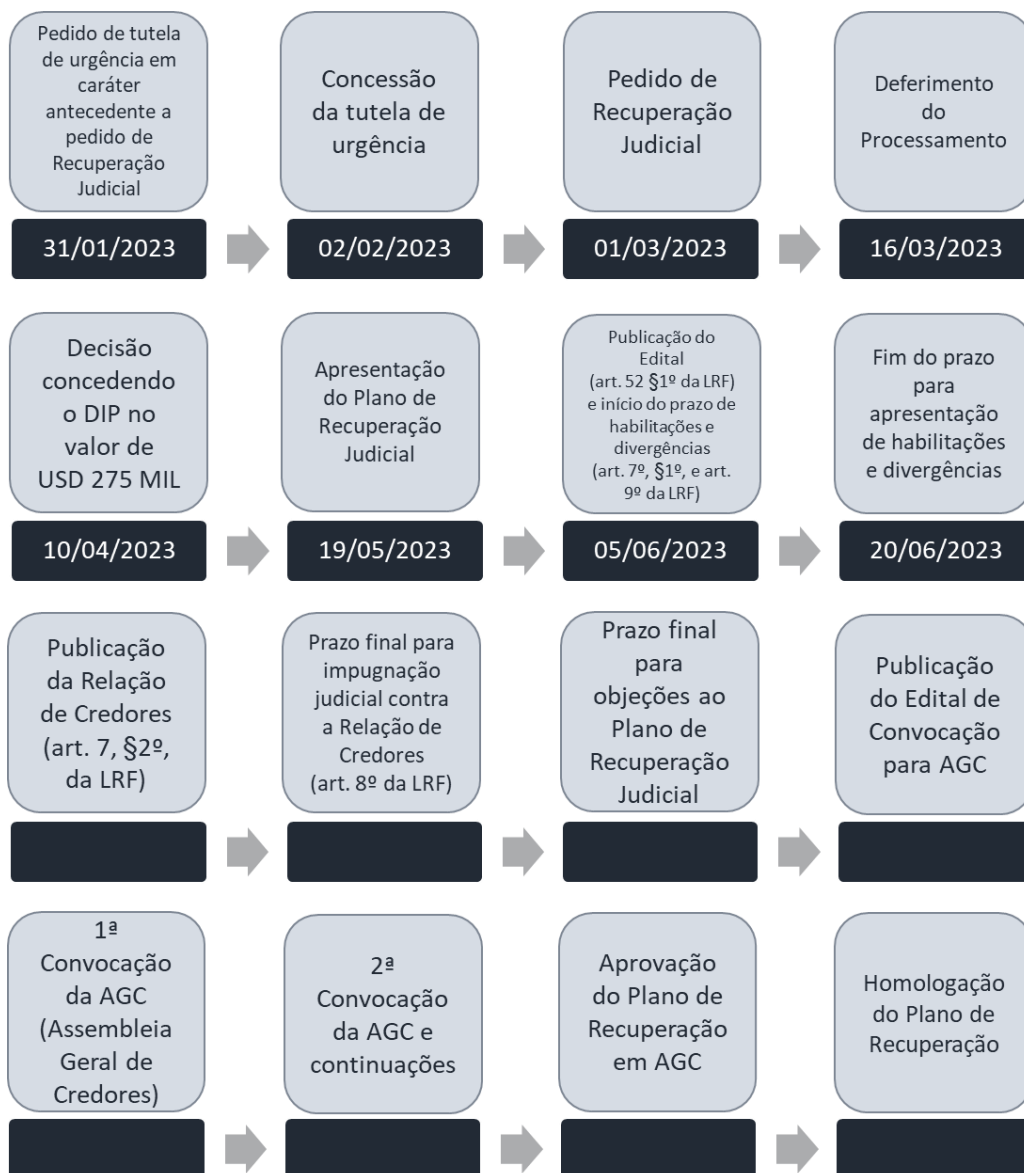 Pedido de tutela
de urgência em
caráter
antecedente a
pedido de
Recuperação
Judicial
31/01/2023
Concessão
da tutela de
urgência
02/02/2023
Pedido de
Recuperação
Judicial
01/03/2023
Deferimento
do
Processamento
16/03/2023
Decisão
concedendo
o DIP no
valor de
USD 275 MIL
10/04/2023
Apresentação
do Plano de
Recuperação
Judicial
19/05/2023
Publicação do
Edital
(art. 52 §1º da LRF)
e início do prazo de
habilitações e
divergências
(art. 7º, §1º, e art.
9º da LRF)
05/06/2023
Fim do prazo
para
apresentação
de habilitações
e divergências
20/06/2023
Publicação
da Relação
de Credores
(art. 7, §2º,
da LRF)
Prazo final para
impugnação
judicial contra
a Relação de
Credores
(art. 8º da LRF)
Prazo final
para
objeções ao
Plano de
Recuperação
Judicial
Publicação
do Edital de
Convocação
para AGC
1ª
Convocação
da AGC
(Assembleia
Geral de
Credores)
2ª
Convocação
da AGC e
continuações
Aprovação
do Plano de
Recuperação
em AGC
Homologação
do Plano de
Recuperação